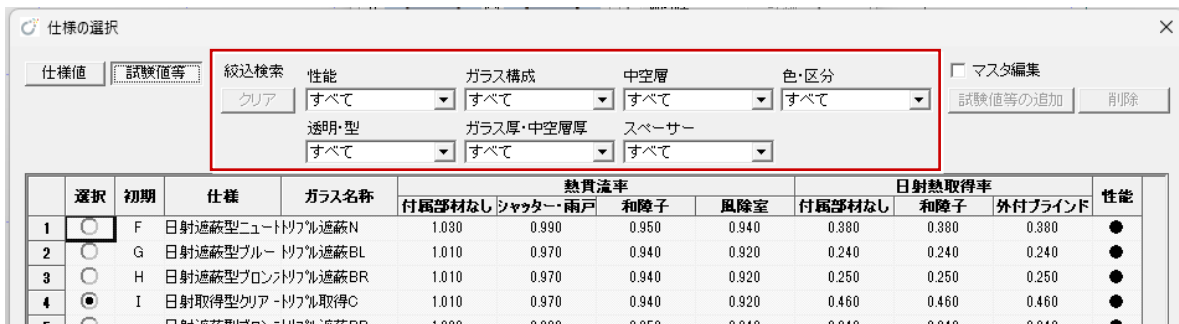 仕様の選択
仕様値 試験値等 絞込検索 性能 ガラス構成 中空層 色・区分 マスタ編集
クリア すべて すべて すべて すべて 試験値等の追加 削除
透明・型 ガラス厚・中空層厚 スペーサー
すべて すべて すべて
選択 初期 仕様 ガラス名称 熱貫流率 日射熱取得率 性能
付属部材なし シャッター・雨戸 和障子 風除室 付属部材なし 和障子 外付ブラインド
1 F 日射遮蔽型ニュート トリプル遮蔽N 1.030 0.990 0.950 0.940 0.380 0.380 0.380
2 G 日射遮蔽型ブルー トリプル遮蔽BL 1.010 0.970 0.940 0.920 0.240 0.240 0.240
3 H 日射遮蔽型ブロンズ トリプル遮蔽BR 1.010 0.970 0.940 0.920 0.250 0.250 0.250
4 I 日射取得型クリア - トリプル取得C 1.010 0.970 0.940 0.920 0.460 0.460 0.460